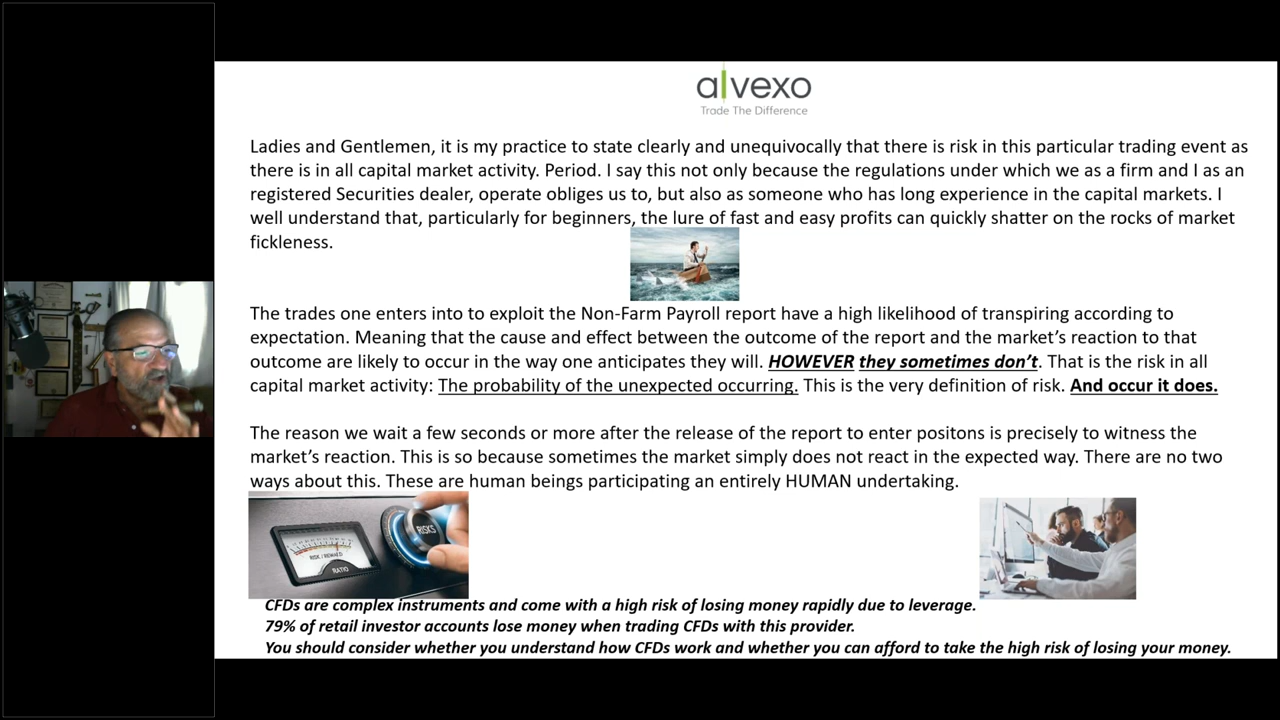 alvexo
Trade The Difference
Ladies and Gentlemen, it is my practice to state clearly and unequivocally that there is risk in this particular trading event as
there is in all capital market activity. Period. I say this not only because the regulations under which we as a firm and I as an
registered Securities dealer, operate obliges us to, but also as someone who has long experience in the capital markets. I
well understand that, particularly for beginners, the lure of fast and easy profits can quickly shatter on the rocks of market
fickleness.
The trades one enters into to exploit the Non-Farm Payroll report have a high likelihood of transpiring according to
expectation. Meaning that the cause and effect between the outcome of the report and the market’s reaction to that
outcome are likely to occur in the way one anticipates they will. HOWEVER they sometimes don’t. That is the risk in all
capital market activity: The probability of the unexpected occurring. This is the very definition of risk. And occur it does.
The reason we wait a few seconds or more after the release of the report to enter positons is precisely to witness the
market’s reaction. This is so because sometimes the market simply does not react in the expected way. There are no two
ways about this. These are human beings participating an entirely HUMAN undertaking.
RISKS
RISK / REWARD
RATIO
CFDs are complex instruments and come with a high risk of losing money rapidly due to leverage.
79% of retail investor accounts lose money when trading CFDs with this provider.
You should consider whether you understand how CFDs work and whether you can afford to take the high risk of losing your money.